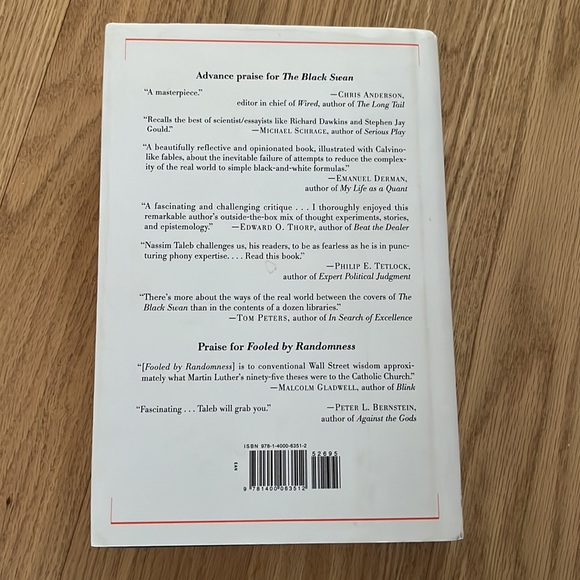 Advance praise for The Black Swan
“A masterpiece.” —CHRIS ANDERSON,
editor in chief of Wired, author of The Long Tail
“Recalls the best of scientist/essayists like Richard Dawkins and Stephen Jay
Gould.” —MICHAEL SCHRAGE, author of Serious Play
“A beautifully reflective and opinionated book, illustrated with Calvino-
like fables, about the inevitable failure of attempts to reduce the complex-
ity of the real world to simple black-and-white formulas.”
—EMANUEL DERMAN,
author of My Life as a Quant
“A fascinating and challenging critique . . . I thoroughly enjoyed this
remarkable author’s outside-the-box mix of thought experiments, stories,
and epistemology.” —EDWARD O. THORP, author of Beat the Dealer
“Nassim Taleb challenges us, his readers, to be as fearless as he is in punc-
turing phony expertise. . . . Read this book.”
—PHILIP E. TETLOCK,
author of Expert Political Judgment
“There’s more about the ways of the real world between the covers of The
Black Swan than in the contents of a dozen libraries.”
—TOM PETERS, author of In Search of Excellence
Praise for Fooled by Randomness
“[Fooled by Randomness] is to conventional Wall Street wisdom approxi-
mately what Martin Luther’s ninety-five theses were to the Catholic Church.”
—MALCOLM GLADWELL, author of Blink
“Fascinating . . . Taleb will grab you.” —PETER L. BERNSTEIN,
author of Against the Gods
ISBN 978-1-4000-6351-2
52695
EAN
9 781400 063512